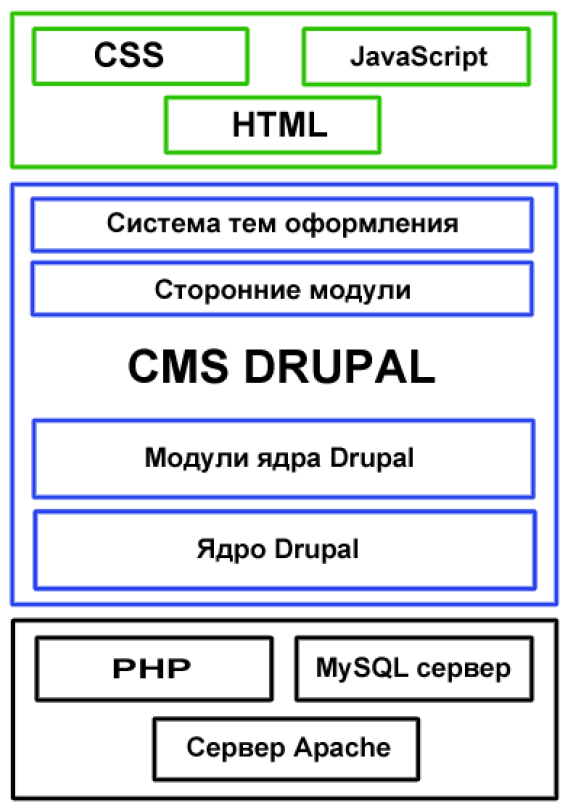 CSS
JavaScript
HTML
Система тем оформления
Сторонние модули
CMS DRUPAL
Модули ядра Drupal
Ядро Drupal
PHP
MySQL сервер
Сервер Apache